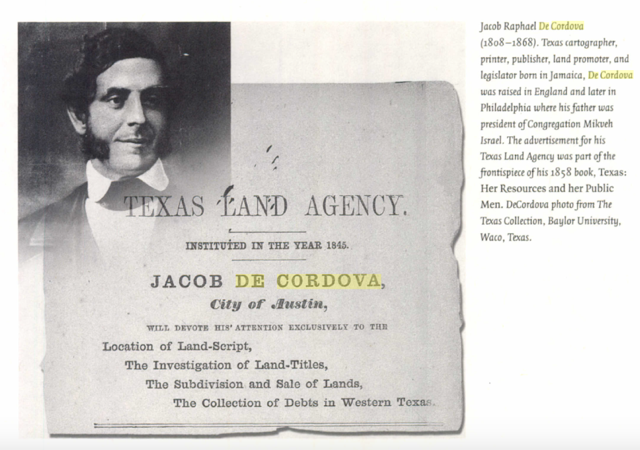 TEXAS LAND AGENCY.
INSTITUTED IN THE YEAR 1845.
JACOB DE CORDOVA,
City of Austin,
WILL DEVOTE HIS ATTENTION EXCLUSIVELY TO THE
Location of Land-Script,
The Investigation of Land-Titles,
The Subdivision and Sale of Lands,
The Collection of Debts in Western Texas.
Jacob Raphael De Cordova
(1808–1868). Texas cartographer,
printer, publisher, land promoter, and
legislator born in Jamaica, De Cordova
was raised in England and later in
Philadelphia where his father was
president of Congregation Mikveh
Israel. The advertisement for his
Texas Land Agency was part of the
frontispiece of his 1858 book, Texas:
Her Resources and her Public
Men. DeCordova photo from The
Texas Collection, Baylor University,
Waco, Texas.